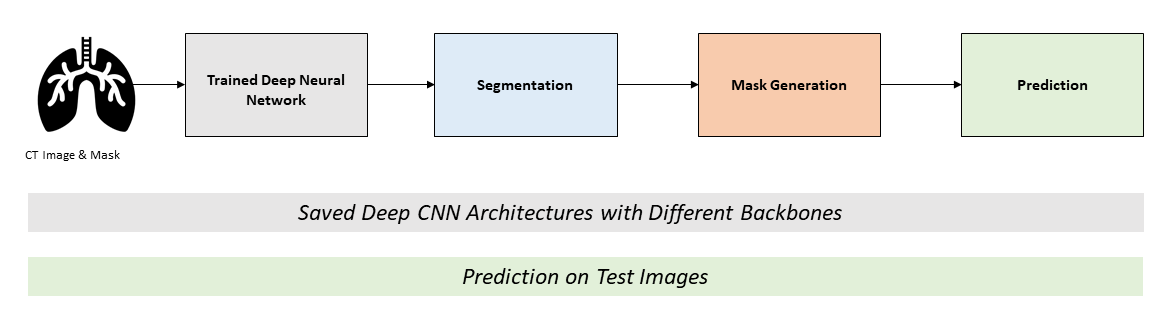 Trained Deep Neural
Network
Segmentation
Mask Generation
Prediction
CT Image & Mask
Saved Deep CNN Architectures with Different Backbones
Prediction on Test Images